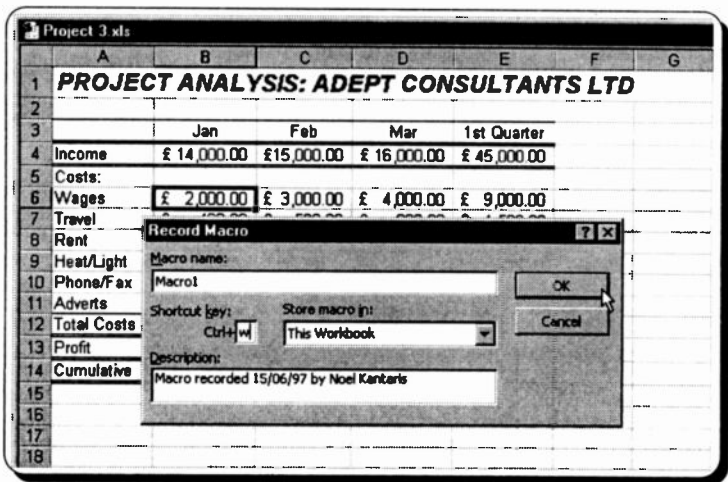 Project 3.xls
A B C D E F G
1 PROJECT ANALYSIS: ADEPT CONSULTANTS LTD
2
3 Jan Feb Mar 1st Quarter
4 Income £ 14,000.00 £15,000.00 £ 16,000.00 £ 45,000.00
5 Costs:
6 Wages £ 2,000.00 £ 3,000.00 £ 4,000.00 £ 9,000.00
7 Travel
8 Rent
9 Heat/Light
10 Phone/Fax
11 Adverts
12 Total Costs
13 Profit
14 Cumulative
15
16
17
18
Record Macro
Macro name:
Macro1
OK
Shortcut key: Store macro in:
Ctrl+ w This Workbook
Cancel
Description:
Macro recorded 15/06/97 by Noel Kantaris